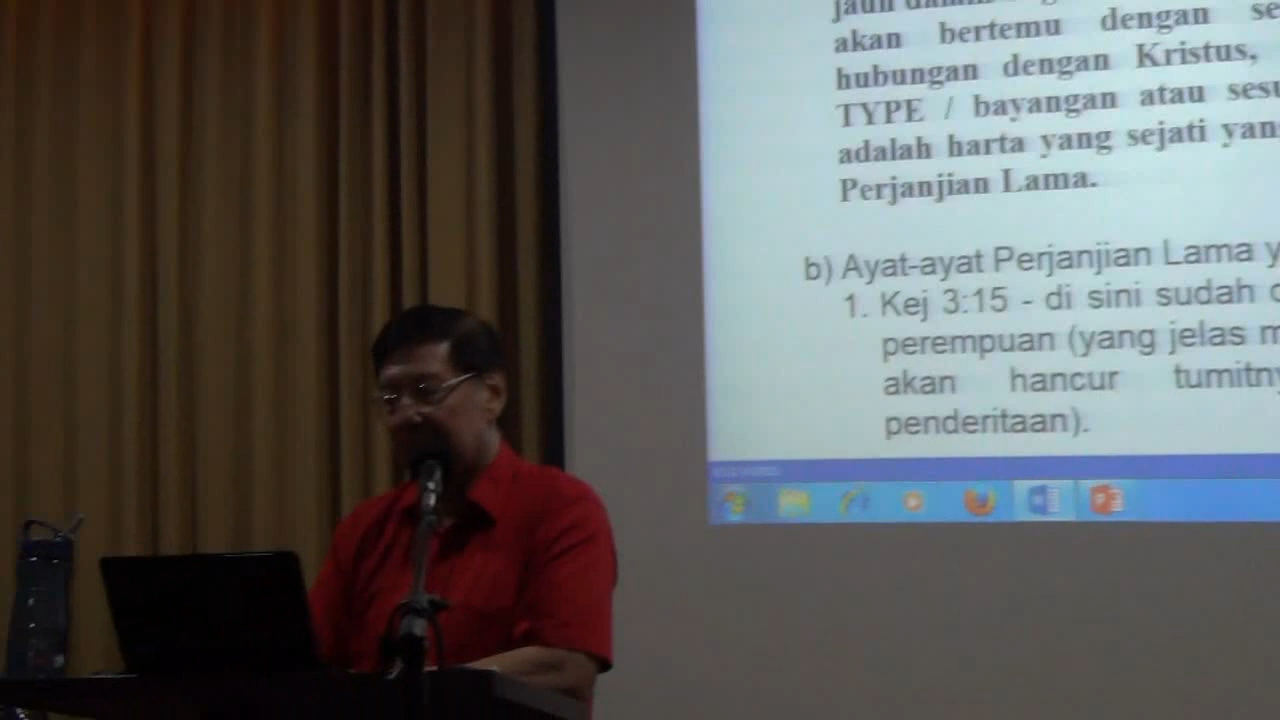 akan bertemu dengan
hubungan dengan Kristus,
TYPE / bayangan atau
adalah harta yang sejati
Perjanjian Lama.
b) Ayat-ayat Perjanjian Lama
1. Kej 3:15 - di sini sudah
perempuan (yang jelas
akan hancur
penderitaan).